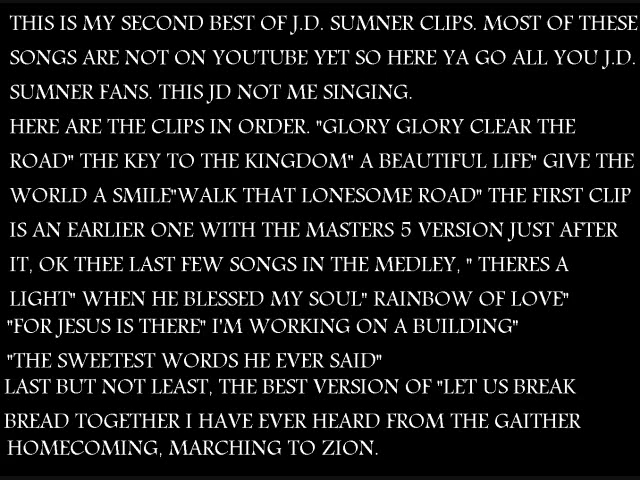 THIS IS MY SECOND BEST OF J.D. SUMNER CLIPS. MOST OF THESE
SONGS ARE NOT ON YOUTUBE YET SO HERE YA GO ALL YOU J.D.
SUMNER FANS. THIS JD NOT ME SINGING.
HERE ARE THE CLIPS IN ORDER. "GLORY GLORY CLEAR THE
ROAD" THE KEY TO THE KINGDOM" A BEAUTIFUL LIFE" GIVE THE
WORLD A SMILE"WALK THAT LONESOME ROAD" THE FIRST CLIP
IS AN EARLIER ONE WITH THE MASTERS 5 VERSION JUST AFTER
IT, OK THEE LAST FEW SONGS IN THE MEDLEY, " THERES A
LIGHT" WHEN HE BLESSED MY SOUL" RAINBOW OF LOVE"
"FOR JESUS IS THERE" I'M WORKING ON A BUILDING"
"THE SWEETEST WORDS HE EVER SAID"
LAST BUT NOT LEAST, THE BEST VERSION OF "LET US BREAK
BREAD TOGETHER I HAVE EVER HEARD FROM THE GAITHER
HOMECOMING, MARCHING TO ZION.